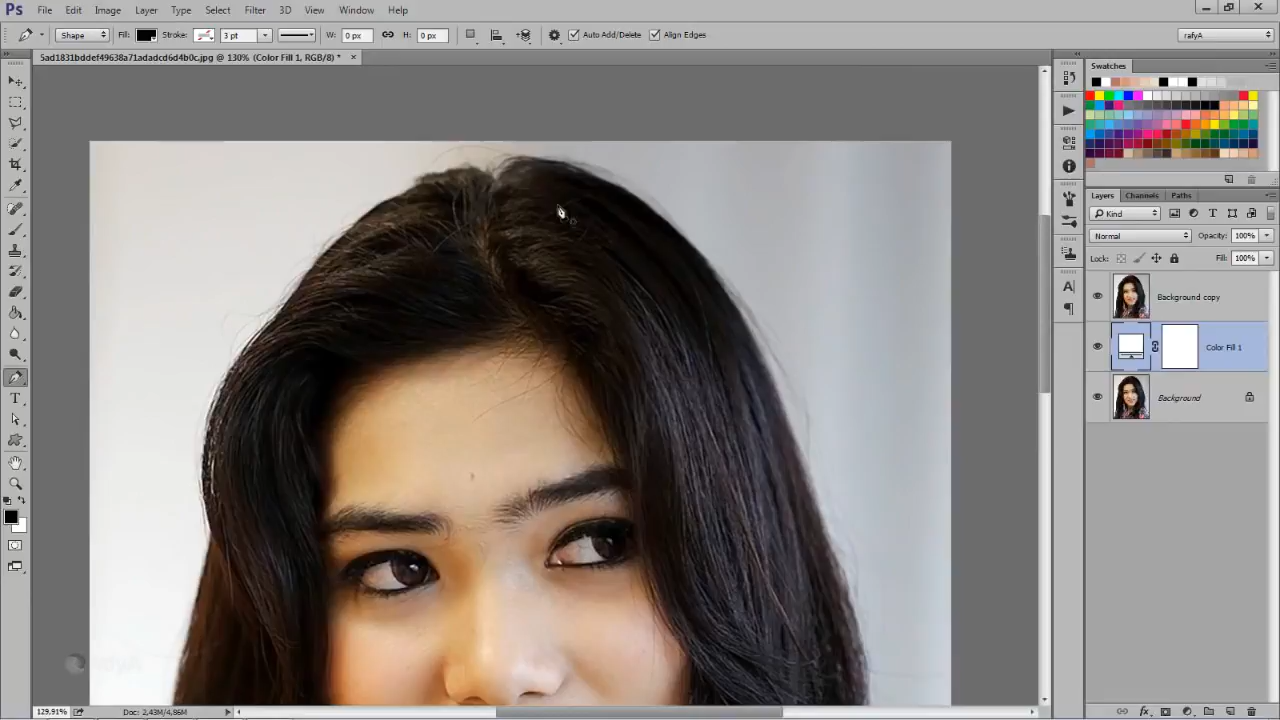 Ps File Edit Image Layer Type Select Filter 3D View Window Help
Shape Fill: Stroke: 3 pt W: 0 px H: 0 px Auto Add/Delete Align Edges rafyA
5ad1831bddef49638a71adadcd6d4b0c.jpg @ 130% (Color Fill 1, RGB/8) * ×
Swatches
Layers Channels Paths
Kind
Normal Opacity: 100%
Lock: Fill: 100%
Background copy
Color Fill 1
Background
129,91% Doc: 2,43M/4,86M